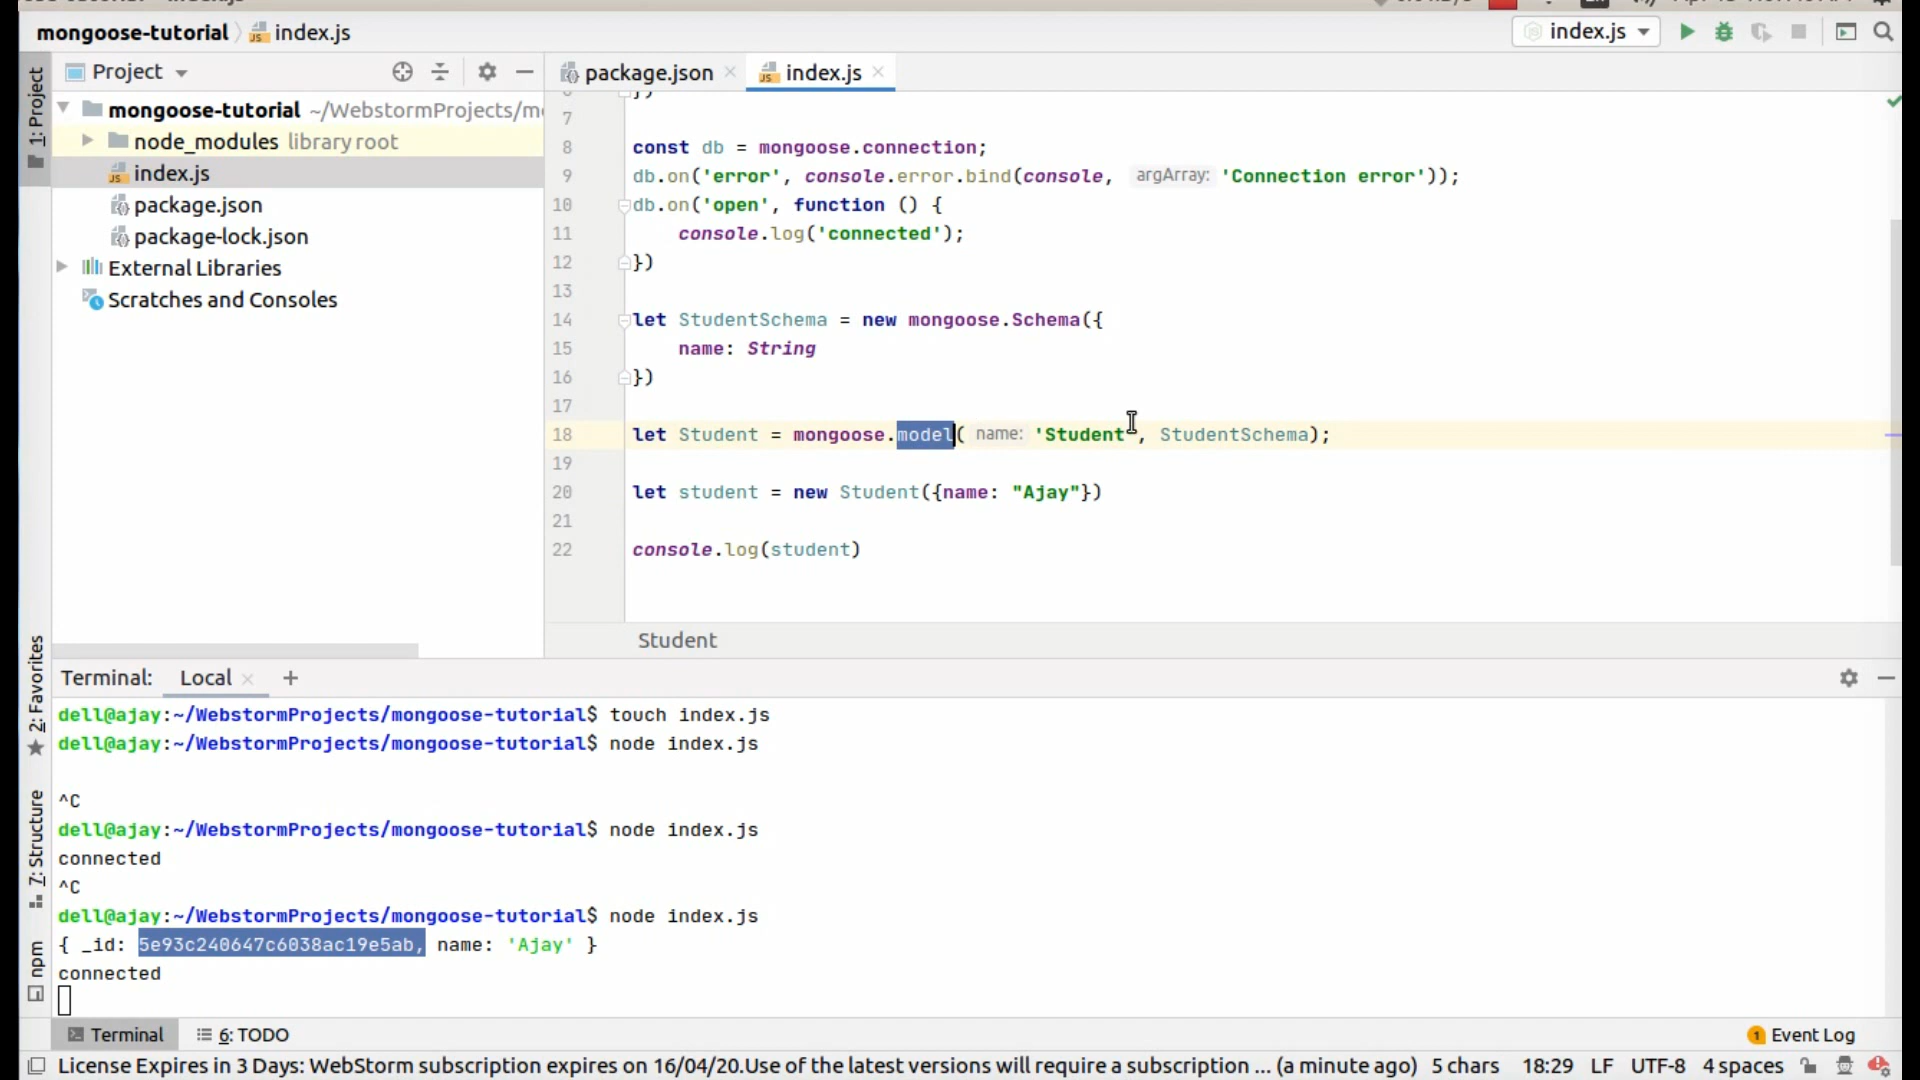 mongoose-tutorial index.js
index.js
1: Project
Project
mongoose-tutorial ~/WebstormProjects/m
node_modules library root
index.js
package.json
package-lock.json
External Libraries
Scratches and Consoles
package.json index.js
6 })
7
8 const db = mongoose.connection;
9 db.on('error', console.error.bind(console, argArray: 'Connection error'));
10 db.on('open', function () {
11 console.log('connected');
12 })
13
14 let StudentSchema = new mongoose.Schema({
15 name: String
16 })
17
18 let Student = mongoose.model( name: 'Student', StudentSchema);
19
20 let student = new Student({name: "Ajay"})
21
22 console.log(student)
Student
2: Favorites
7: Structure
npm
Terminal: Local +
dell@ajay:~/WebstormProjects/mongoose-tutorial$ touch index.js
dell@ajay:~/WebstormProjects/mongoose-tutorial$ node index.js
^C
dell@ajay:~/WebstormProjects/mongoose-tutorial$ node index.js
connected
^C
dell@ajay:~/WebstormProjects/mongoose-tutorial$ node index.js
{ _id: 5e93c240647c6038ac19e5ab, name: 'Ajay' }
connected
Terminal 6: TODO
1 Event Log
License Expires in 3 Days: WebStorm subscription expires on 16/04/20.Use of the latest versions will require a subscription ... (a minute ago) 5 chars 18:29 LF UTF-8 4 spaces